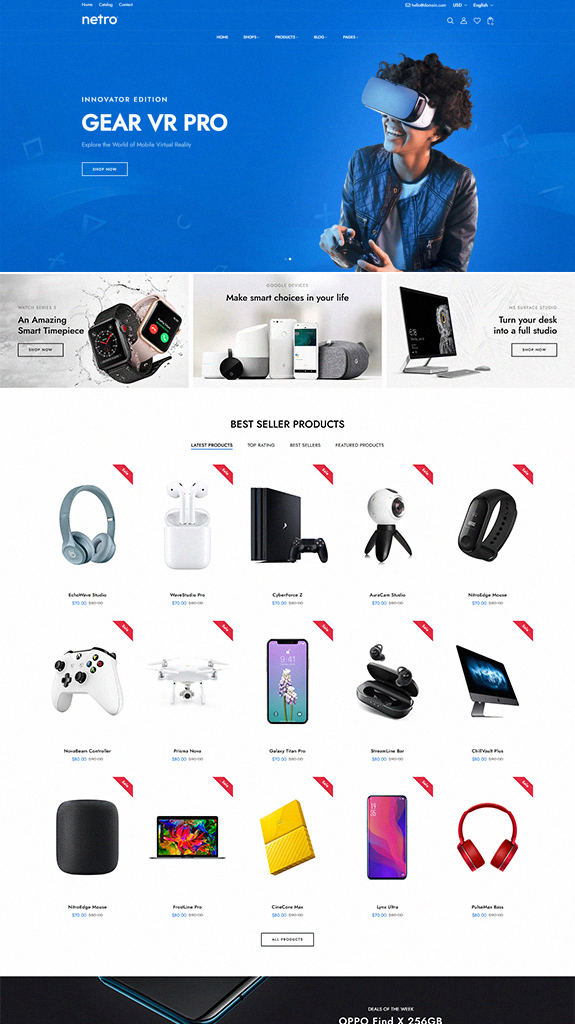 Home Catalog Contact
hello@domain.com USD English
netro
HOME SHOPS PRODUCTS BLOG PAGES
INNOVATOR EDITION
GEAR VR PRO
Explore the World of Mobile Virtual Reality
SHOP NOW
WATCH SERIES 2
An Amazing
Smart Timepiece
SHOP NOW
GOOGLE DEVICES
Make smart choices in your life
MS SURFACE STUDIO
Turn your desk
into a full studio
SHOP NOW
BEST SELLER PRODUCTS
LATEST PRODUCTS TOP RATING BEST SELLERS FEATURED PRODUCTS
Sale Sale Sale Sale Sale
EchoWave Studio WaveStudio Pro CyberForce Z AuraCam Studio NitroEdge Mouse
$70.00 $80.00 $70.00 $80.00 $70.00 $80.00 $70.00 $80.00 $70.00 $80.00
Sale Sale Sale
9:41
NovaBeam Controller Prisma Nova Galaxy Titan Pro StreamLine Bar ChillVault Plus
$80.00 $90.00 $80.00 $90.00 $70.00 $80.00 $80.00 $90.00 $80.00 $90.00
Sale Sale Sale
NitroEdge Mouse FrostLine Pro CineCore Max Lynx Ultra PulseMax Bass
$70.00 $80.00 $80.00 $90.00 $80.00 $90.00 $70.00 $80.00 $80.00 $90.00
ALL PRODUCTS
DEALS OF THE WEEK
OPPO Find X 256GB